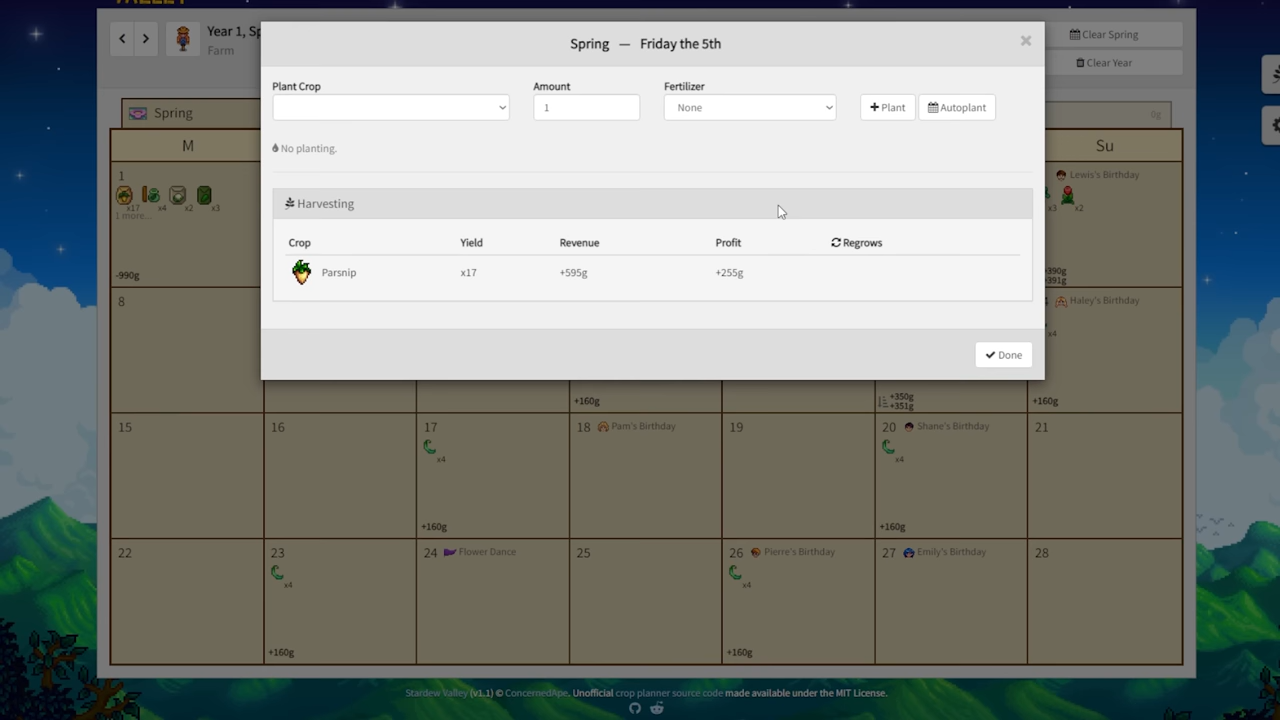 Year 1, Sp
Farm
Clear Spring
Clear Year
Spring — Friday the 5th
×
Plant Crop
Amount
Fertilizer
1
None
Plant
Autoplant
No planting.
Harvesting
Crop
Yield
Revenue
Profit
Regrows
Parsnip
x17
+595g
+255g
Done
Spring
0g
M
Su
1
x17
x4
x2
x3
1 more...
-990g
Lewis's Birthday
x3
x2
+390g
+391g
8
+160g
+350g
+351g
Haley's Birthday
x4
+160g
15
16
17
x4
+160g
18
Pam's Birthday
19
20
Shane's Birthday
x4
+160g
21
22
23
x4
+160g
24
Flower Dance
25
26
Pierre's Birthday
x4
+160g
27
Emily's Birthday
28
Stardew Valley (v1.1) © ConcernedApe. Unofficial crop planner source code made available under the MIT License.